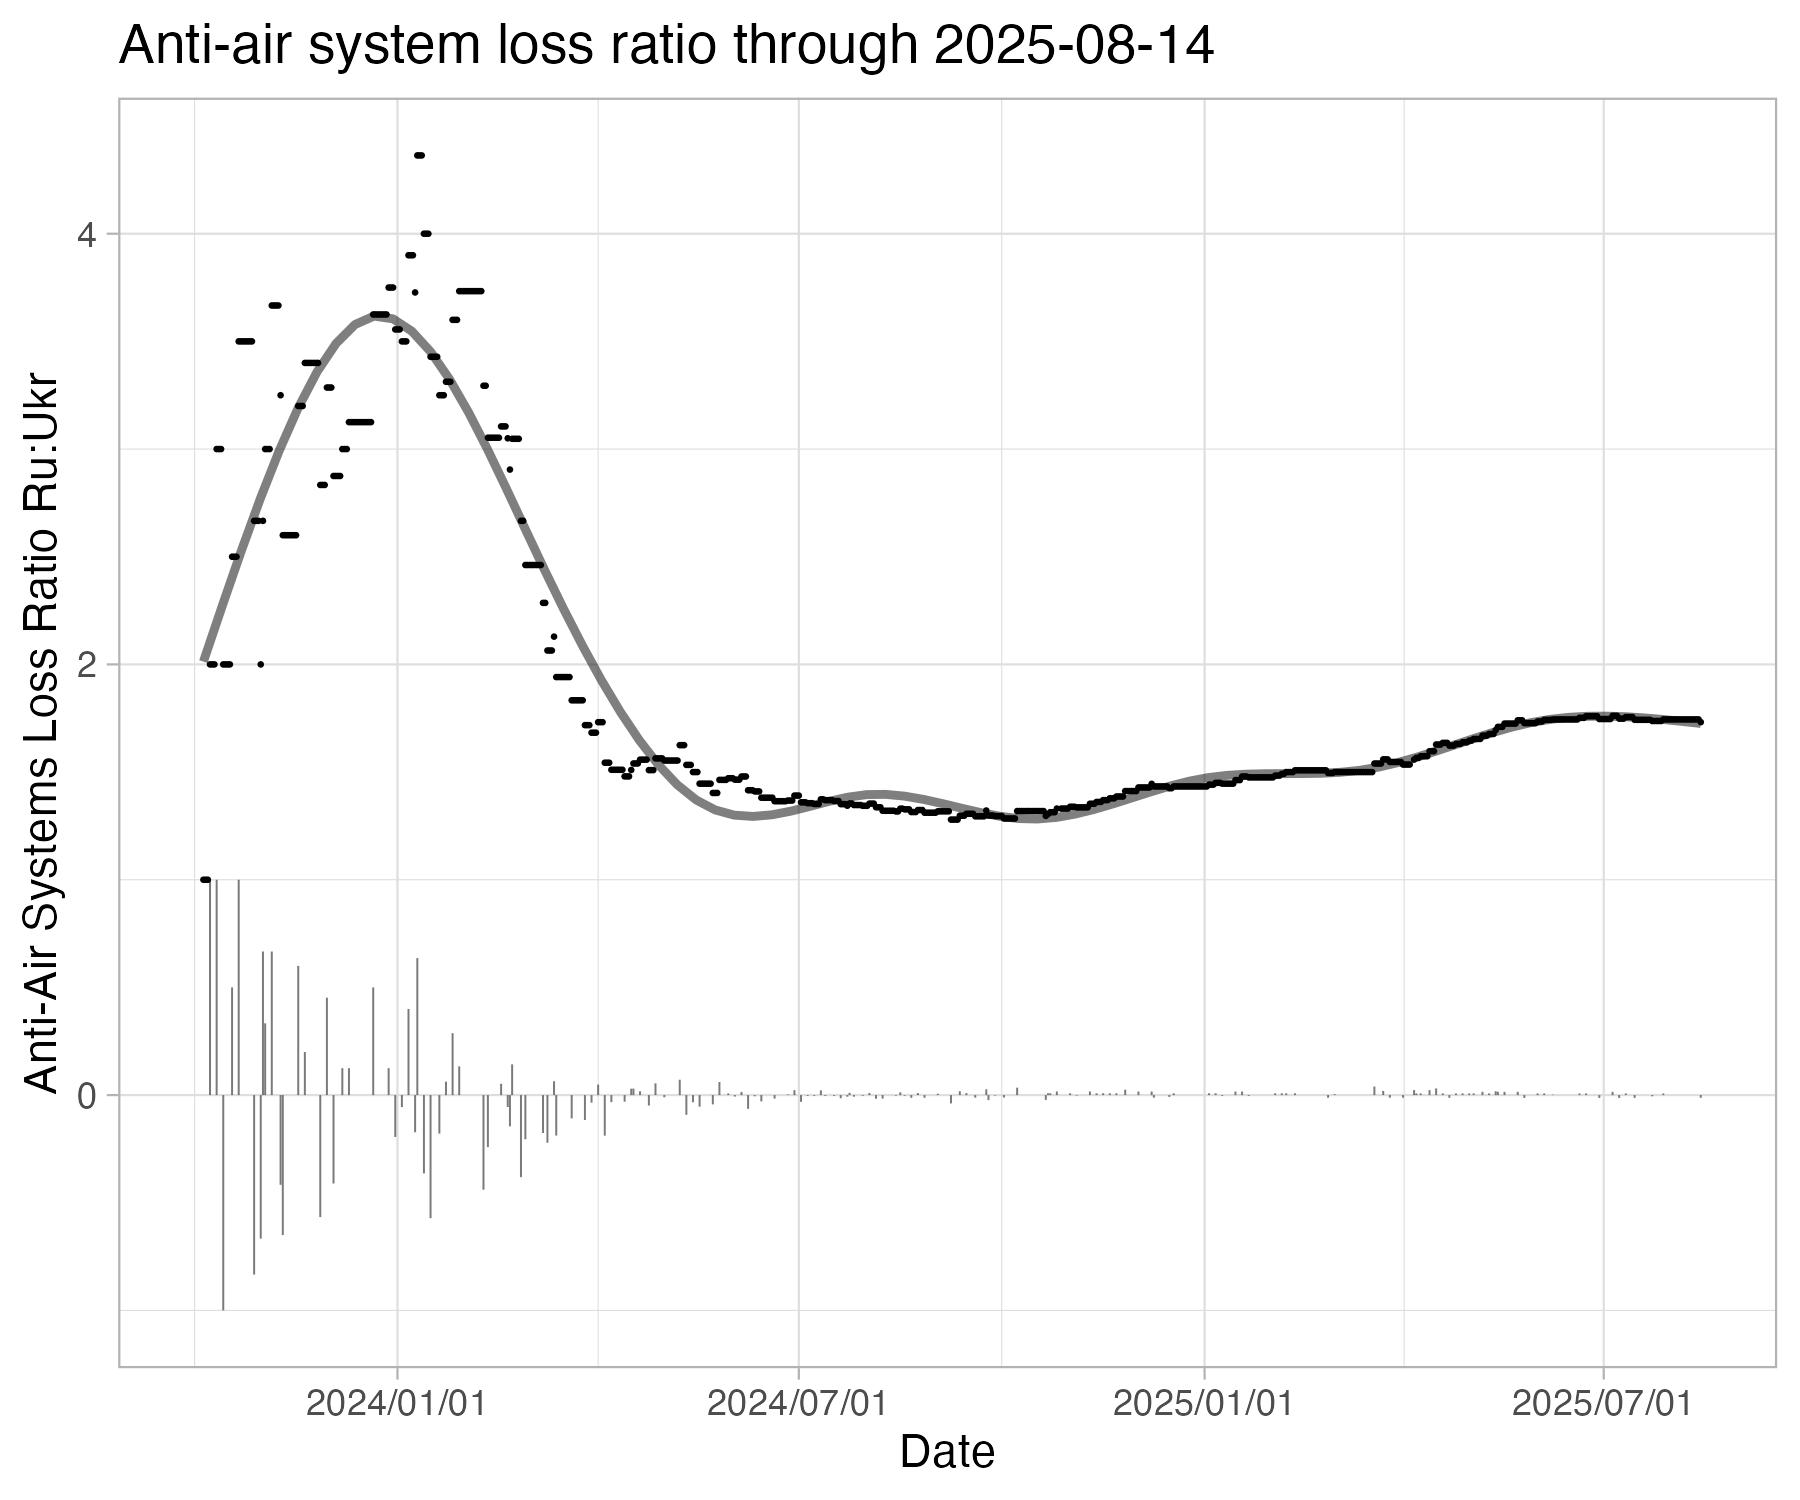 Anti-air system loss ratio through 2025-08-14
Anti-Air Systems Loss Ratio Ru:Ukr
4
2
0
2024/01/01
2024/07/01
2025/01/01
2025/07/01
Date